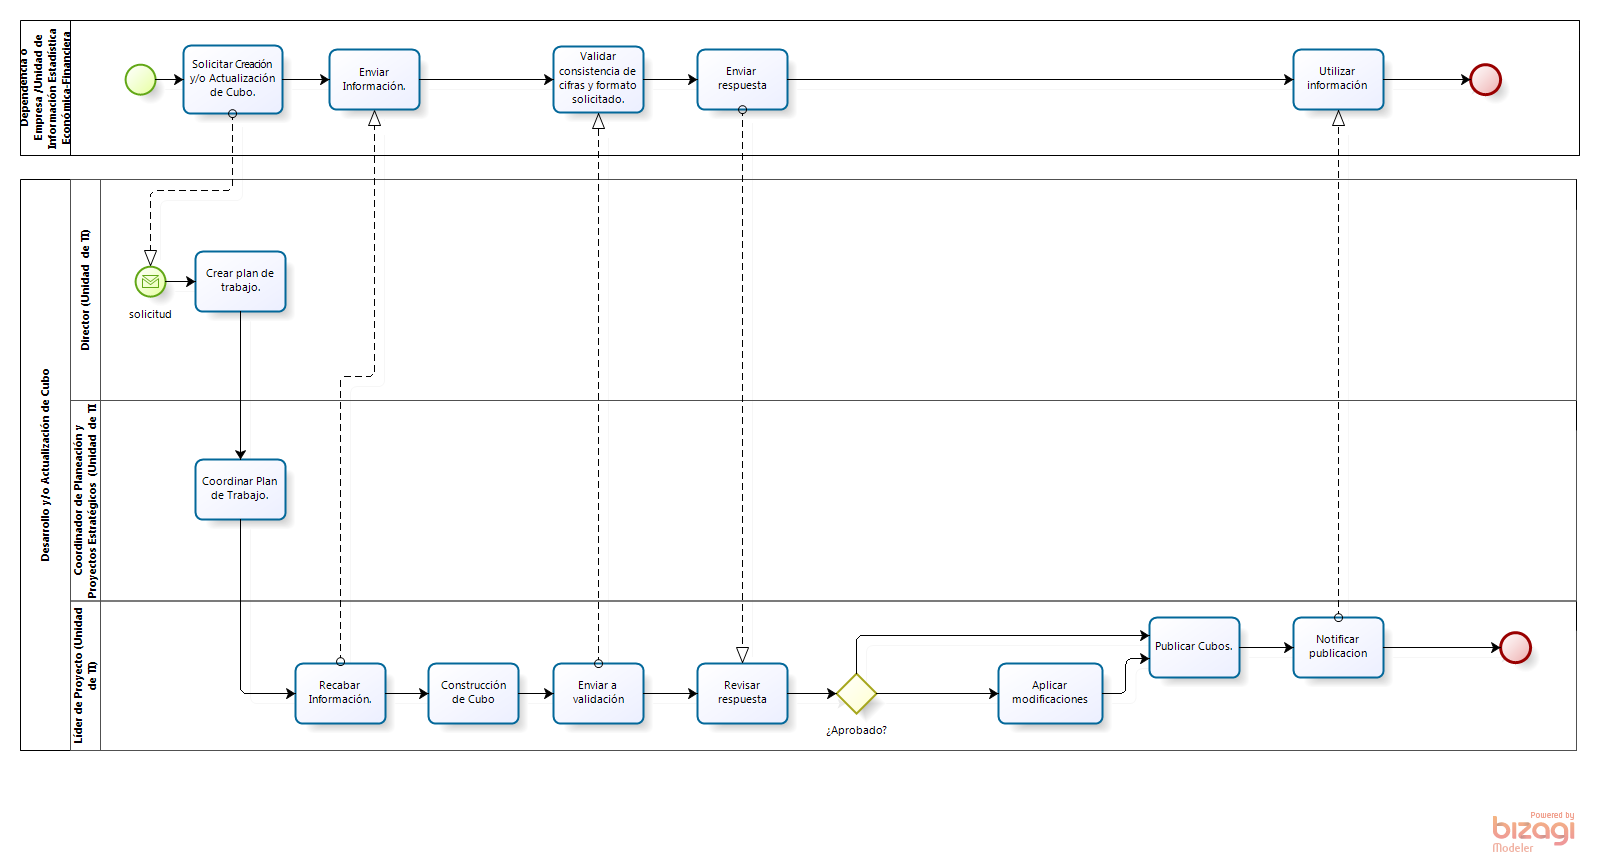 Dependencia o
Empresa /Unidad de
Información Estadística
Económica-Financiera
Solicitar Creación
y/o Actualización
de Cubo.
Enviar
Información.
Validar
consistencia de
cifras y formato
solicitado.
Enviar
respuesta
Utilizar
información
Desarrollo y/o Actualización de Cubo
Director (Unidad de TI)
solicitud
Crear plan de
trabajo.
Coordinador de Planeación y
Proyectos Estratégicos (Unidad de TI
Coordinar Plan
de Trabajo.
Líder de Proyecto (Unidad
de TI)
Recabar
Información.
Construcción
de Cubo
Enviar a
validación
Revisar
respuesta
¿Aprobado?
Aplicar
modificaciones
Publicar Cubos.
Notificar
publicacion
Powered by
bizagi
Modeler